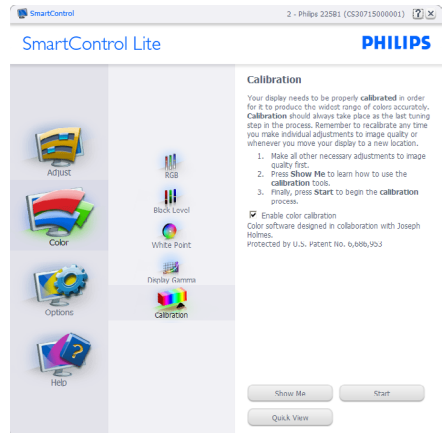 SmartControl
2 - Philips 225B1 (CS30715000001)
SmartControl Lite
PHILIPS
Adjust
Color
Options
Help
RGB
Black Level
White Point
Display Gamma
Calibration
Calibration
Your display needs to be properly calibrated in order
for it to produce the widest range of colors accurately.
Calibration should always take place as the last tuning
step in the process. Remember to recalibrate any time
you make individual adjustments to image quality or
whenever you move your display to a new location.
1. Make all other necessary adjustments to image
quality first.
2. Press Show Me to learn how to use the
calibration tools.
3. Finally, press Start to begin the calibration
process.
Enable color calibration
Color software designed in collaboration with Joseph
Holmes.
Protected by U.S. Patent No. 6,686,953
Show Me
Start
Quick View